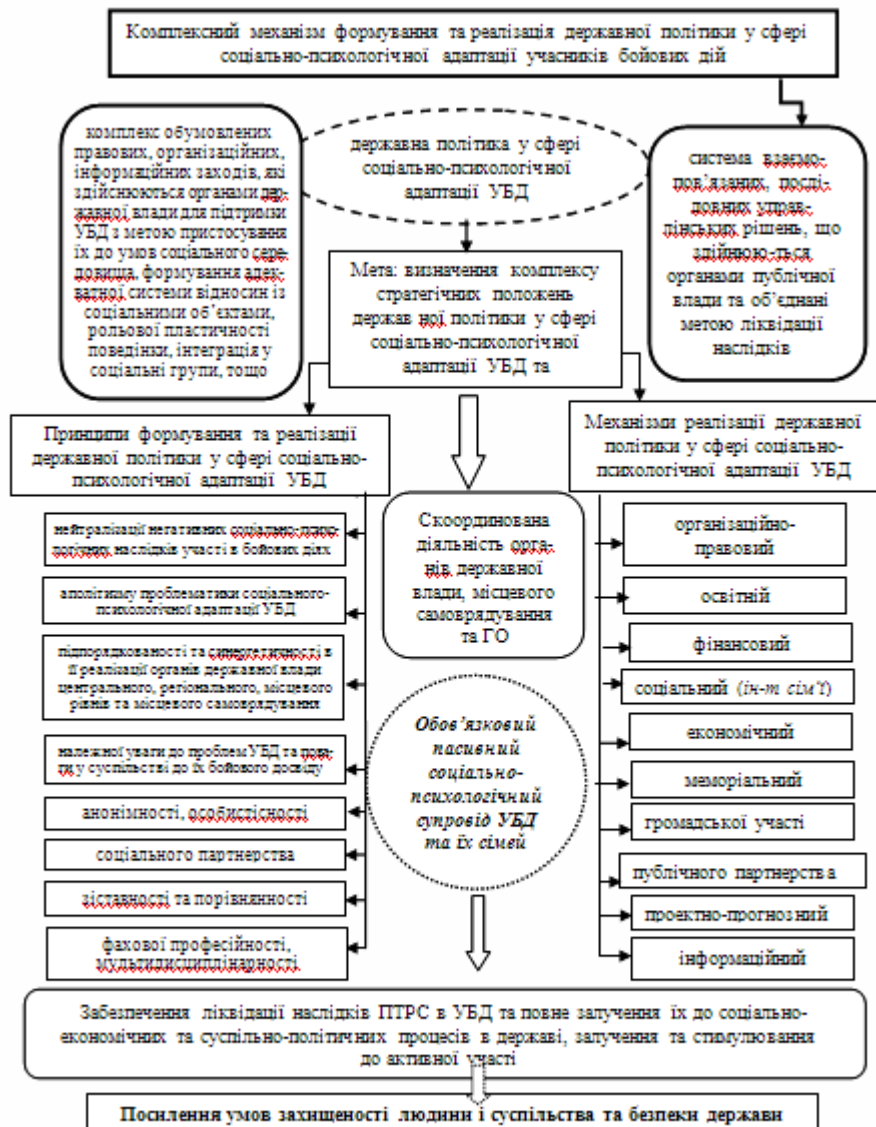 Комплексний механізм формування та реалізація державної політики у сфері
соціально-психологічної адаптації учасників бойових дій
комплекс обумовлених
правових, організаційних,
інформаційних заходів, які
здійснюються органами дер-
жавної влади для підтримки
УБД з метою пристосування
їх до умов соціального сере-
довища, формування адек-
ватної системи відносин із
соціальними об’єктами,
рольової пластичності
поведінки, інтеграція у
соціальні групи, тощо
державна політика у сфері
соціально-психологічної
адаптації УБД
система взаємо-
пов’язаних, послі-
довних управ-
лінських рішень, що
здійнюю-ться
органами публічної
влади та об’єднані
метою ліквідації
наслідків
Мета: визначення комплексу
стратегічних положень
держав ної політики у сфері
соціально-психологічної
адаптації УБД та
Принципи формування та реалізації
державної політики у сфері соціально-
психологічної адаптації УБД
Механізми реалізації державної
політики у сфері соціально-
психологічної адаптації УБД
нейтралізації негативних соціально-психо-
логічних наслідків участі в бойових діях
аполітизму проблематики соціального-
психологічної адаптації УБД
підпорядкованості та синергетичності в
її реалізації органів державної влади
центрального, регіонального, місцевого
рівнів та місцевого самоврядування
належної уваги до проблем УБД та пова-
ги у суспільстві до їх бойового досвіду
анонімності, особистісності
соціального партнерства
зіставності та порівнянності
фахової професійності,
мультидисциплінарності
Скоординована
діяльність орга-
нів державної
влади, місцевого
самоврядування
та ГО
Обов’язковий
пасивний
соціально-
психологічний
супровід УБД
та їх сімей
організаційно-
правовий
освітній
фінансовий
соціальний (ін-т сім’ї)
економічний
меморіальний
громадської участі
публічного партнерства
проектно-прогнозний
інформаційний
Забезпечення ліквідації наслідків ПТРС в УБД та повне залучення їх до соціально-
економічних та суспільно-політичних процесів в державі, залучення та стимулювання
до активної участі
Посилення умов захищеності людини і суспільства та безпеки держави